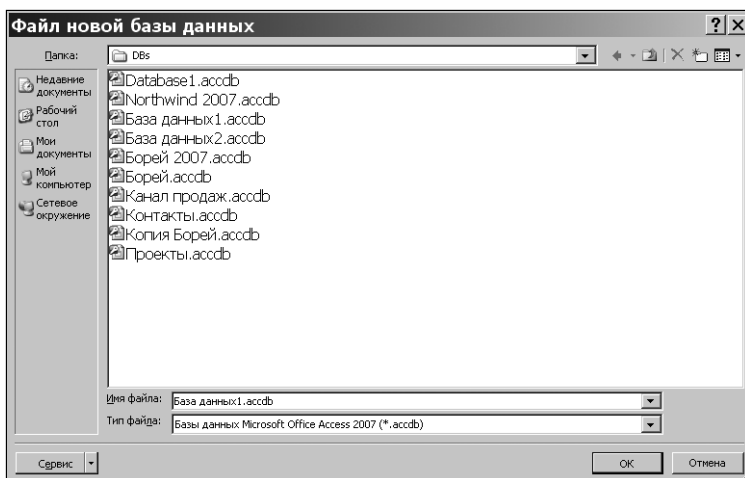 Файл новой базы данных
Папка:
DBs
Недавние
документы
Рабочий
стол
Мои
документы
Мой
компьютер
Сетевое
окружение
Database1.accdb
Northwind 2007.accdb
База данных1.accdb
База данных2.accdb
Борей 2007.accdb
Борей.accdb
Канал продаж.accdb
Контакты.accdb
Копия Борей.accdb
Проекты.accdb
Имя файла:
База данных1.accdb
Тип файла:
Базы данных Microsoft Office Access 2007 (*.accdb)
Сервис
OK
Отмена